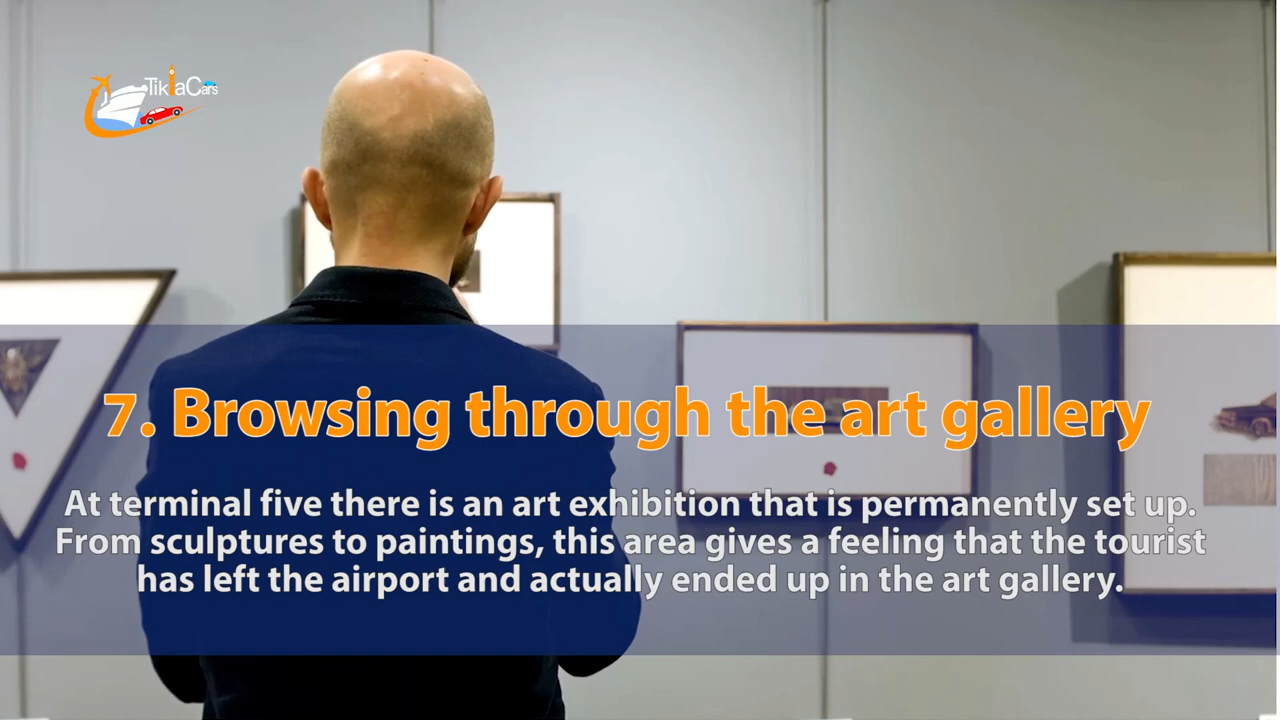 TikTaCars
7. Browsing through the art gallery
At terminal five there is an art exhibition that is permanently set up.
From sculptures to paintings, this area gives a feeling that the tourist
has left the airport and actually ended up in the art gallery.